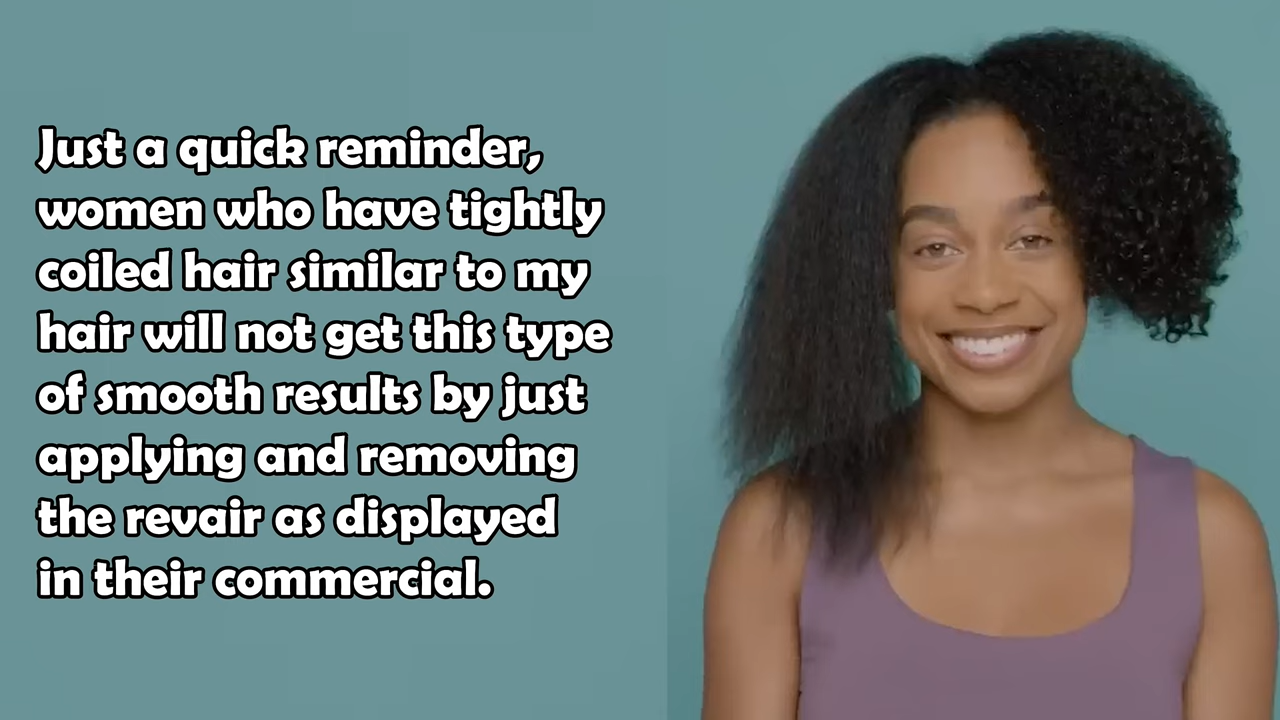 Just a quick reminder,
women who have tightly
coiled hair similar to my
hair will not get this type
of smooth results by just
applying and removing
the revair as displayed
in their commercial.